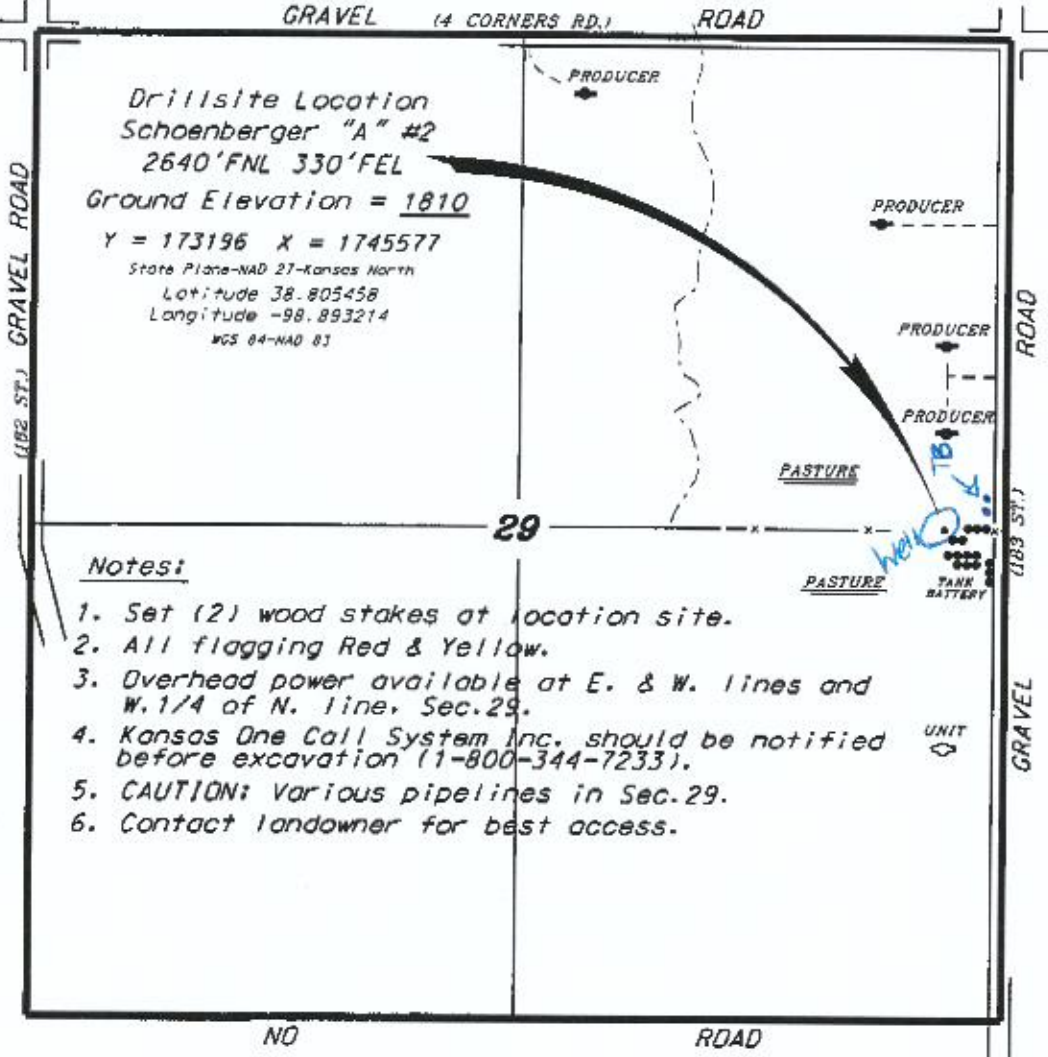 GRAVEL (4 CORNERS RD.) ROAD
PRODUCER
Drillsite Location
Schoenberger "A" #2
2640'FNL 330'FEL
Ground Elevation = 1810
Y = 173196 X = 1745577
State Plane-NAD 27-Kansas North
Latitude 38.805458
Longitude -98.893214
WGS 84-NAD 83
(182 ST.) GRAVEL ROAD
PRODUCER
PRODUCER
ROAD
PRODUCER
TB
PASTURE
(183 ST.)
29
Well
PASTURE
TANK
BATTERY
Notes:
1. Set (2) wood stakes at location site.
2. All flagging Red & Yellow.
3. Overhead power available at E. & W. lines and
W.1/4 of N. line, Sec.29.
4. Kansas One Call System Inc. should be notified
before excavation (1-800-344-7233).
5. CAUTION: Various pipelines in Sec.29.
6. Contact landowner for best access.
UNIT
GRAVEL
NO ROAD